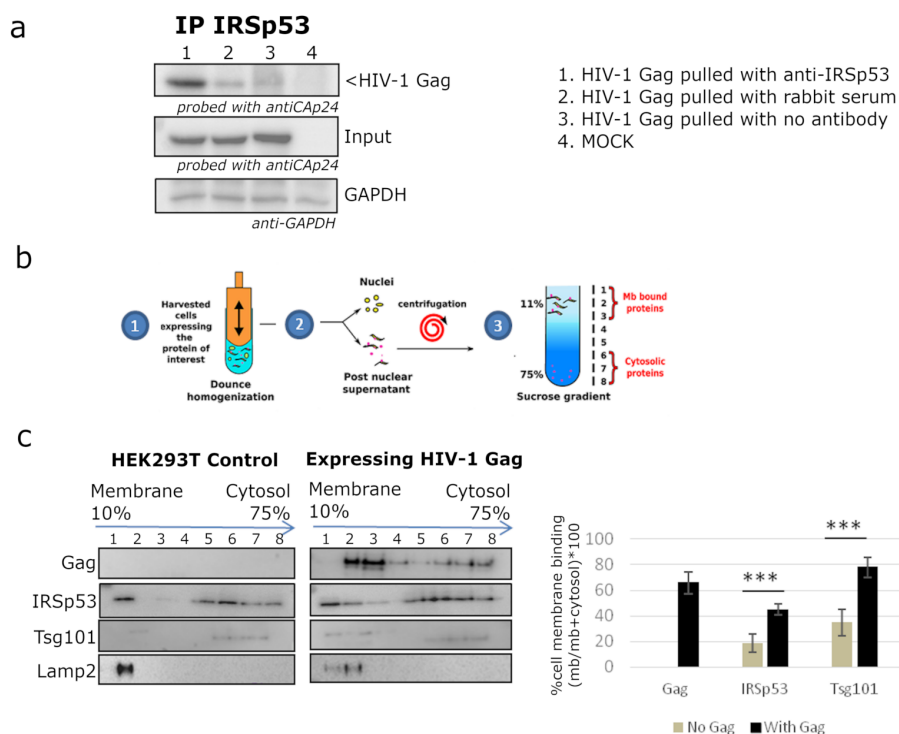 a
IP IRSp53
1 2 3 4
<HIV-1 Gag
probed with antiCAp24
Input
probed with antiCAp24
GAPDH
anti-GAPDH
1. HIV-1 Gag pulled with anti-IRSp53
2. HIV-1 Gag pulled with rabbit serum
3. HIV-1 Gag pulled with no antibody
4. MOCK
b
1
Harvested
cells
expressing
the
protein of
interest
Dounce
homogenization
2
Nuclei
Post nuclear
supernatant
centrifugation
3
11%
75%
Sucrose gradient
1
2
3
4
5
6
7
8
Mb bound
proteins
Cytosolic
proteins
c
HEK293T Control
Membrane Cytosol
10% 75%
1 2 3 4 5 6 7 8
Expressing HIV-1 Gag
Membrane Cytosol
10% 75%
1 2 3 4 5 6 7 8
Gag
IRSp53
Tsg101
Lamp2
%cell membrane binding
(mb/mb+cytosol)*100
100
80
60
40
20
0
***
***
Gag IRSp53 Tsg101
No Gag With Gag